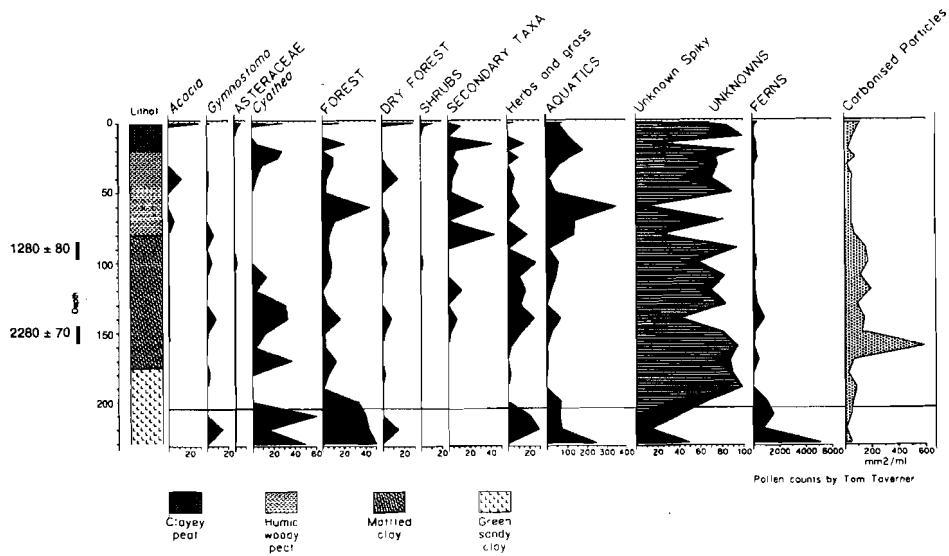 Lithol
Acacia
Gymnostoma
ASTERACEAE
Cyathea
FOREST
DRY FOREST
SHRUBS
SECONDARY TAXA
Herbs and grass
AQUATICS
Unknown Spiky
UNKNOWNS
FERNS
Carbonised Particles
0
50
100
150
200
Depth
1280 ± 80
2280 ± 70
20
20
20
20 40 60
20 40
20
20
20 40
20
100 200 300 400
20 40 60 80 100
2000 4000
200 400 600
mm2/ml
Pollen counts by Tom Taverner
Clayey
peat
Humic
woody
peat
Mottled
clay
Green
sandy
clay